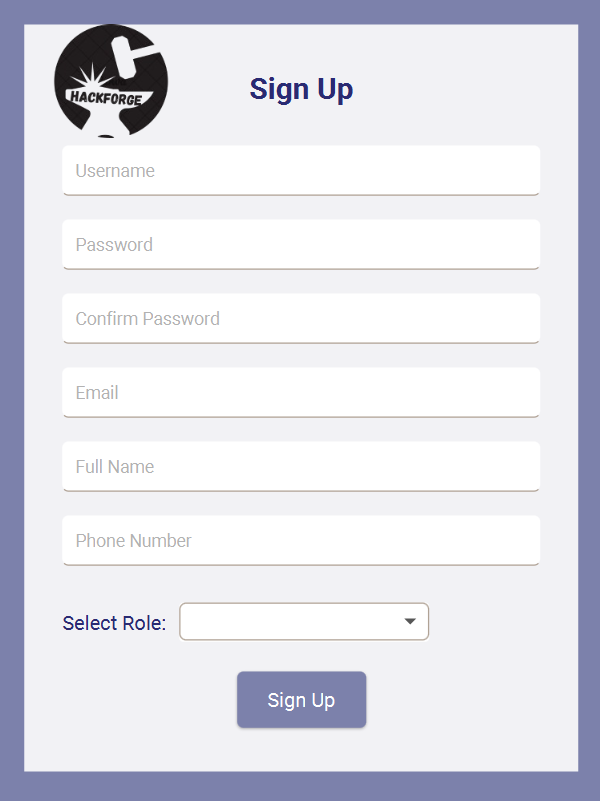 HACKFORGE
Sign Up
Username
Password
Confirm Password
Email
Full Name
Phone Number
Select Role:
Sign Up